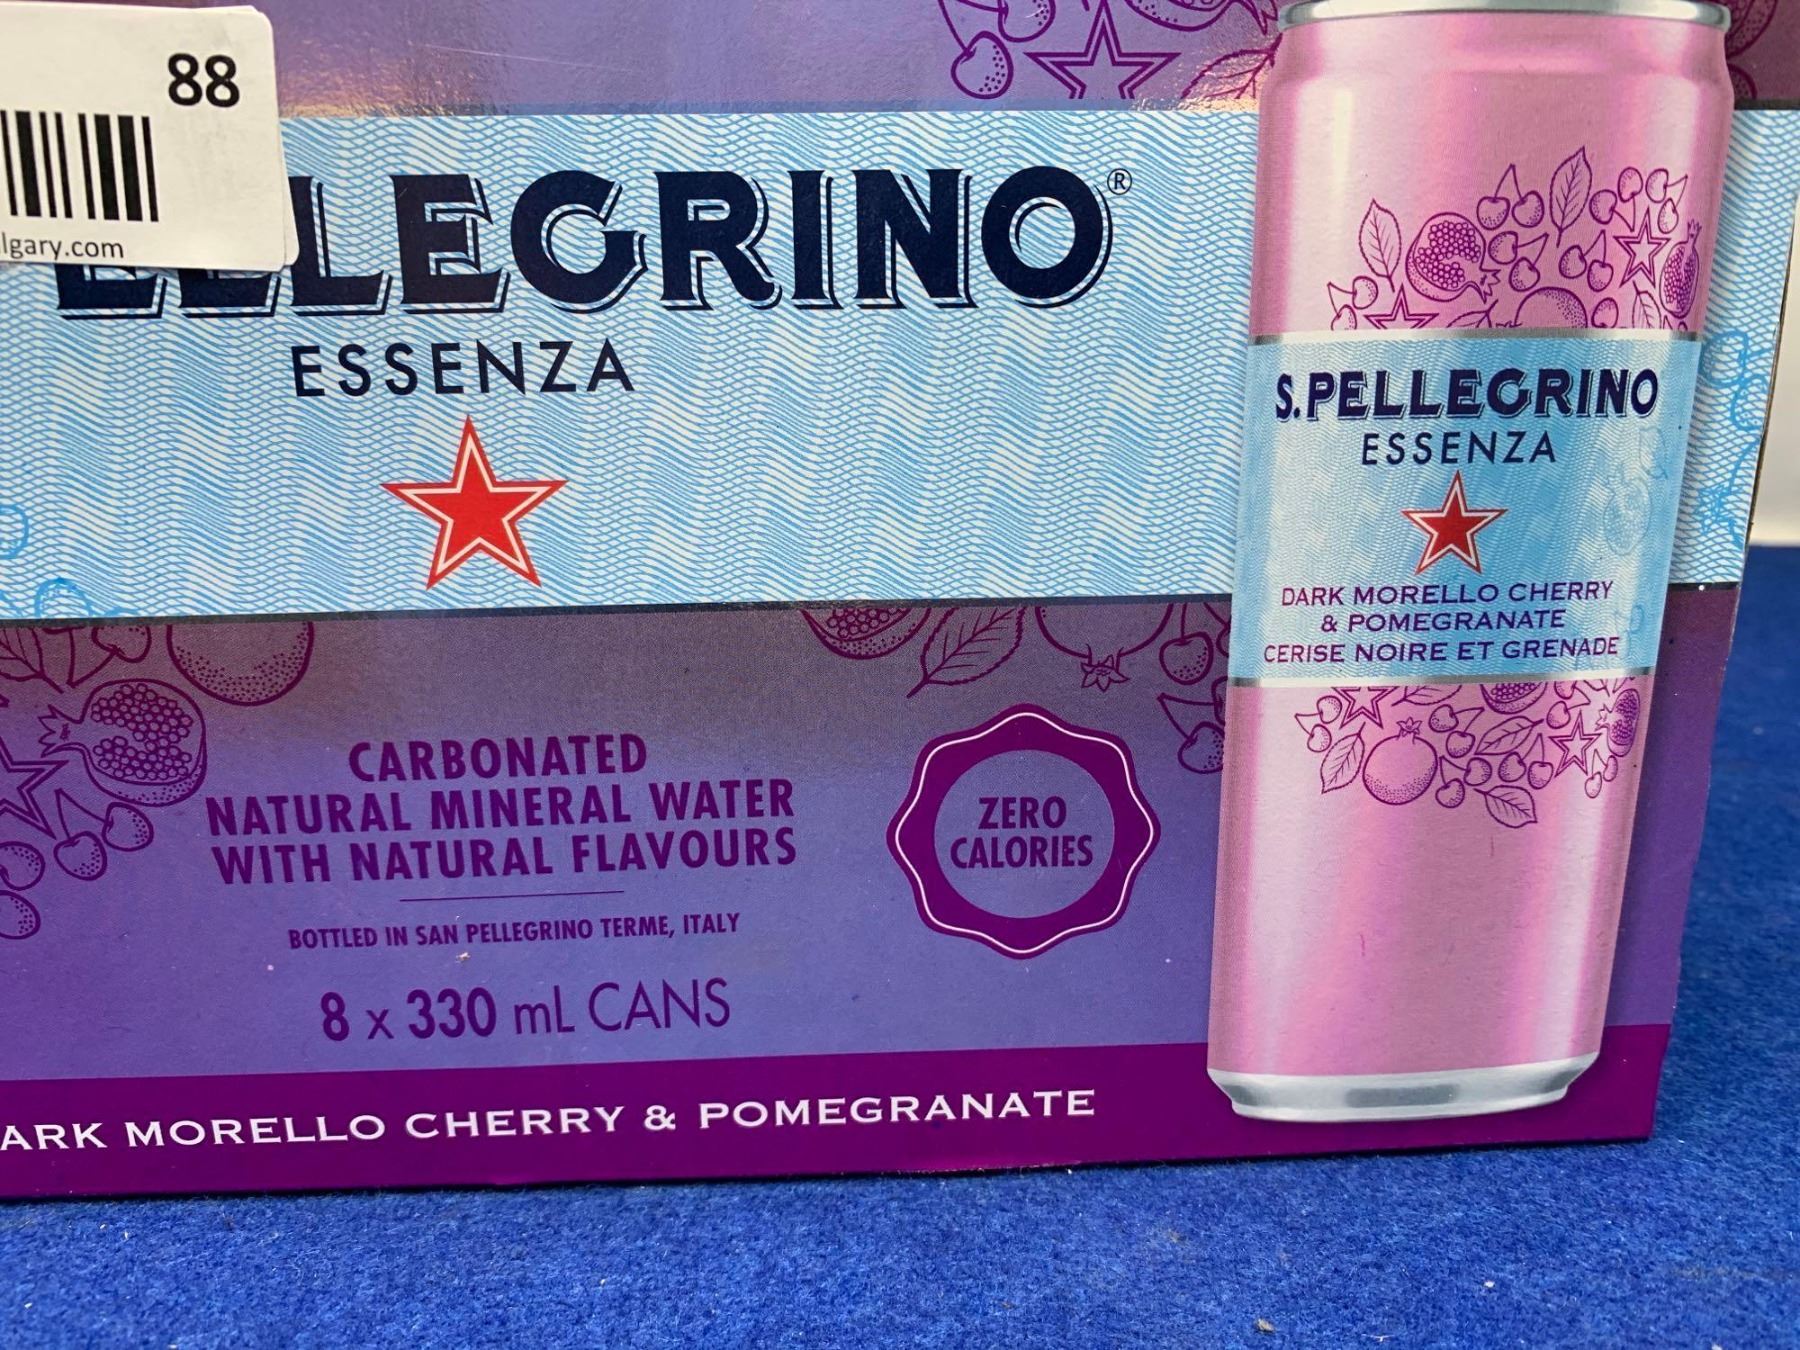 88
lgary.com
LEGRINO®
ESSENZA
CARBONATED
NATURAL MINERAL WATER
WITH NATURAL FLAVOURS
BOTTLED IN SAN PELLEGRINO TERME, ITALY
8 x 330 mL CANS
ZERO
CALORIES
ARK MORELLO CHERRY & POMEGRANATE
S.PELLEGRINO
ESSENZA
DARK MORELLO CHERRY
& POMEGRANATE
CERISE NOIRE ET GRENADE